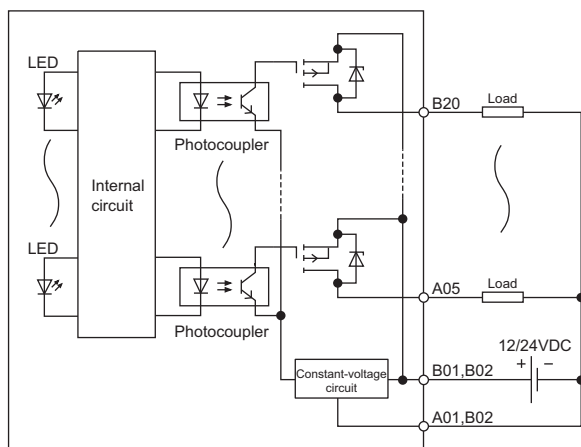 LED
B20
Load
Photocoupler
Internal
circuit
LED
A05
Load
Photocoupler
12/24VDC
+ −
Constant-voltage
circuit
B01,B02
A01,B02